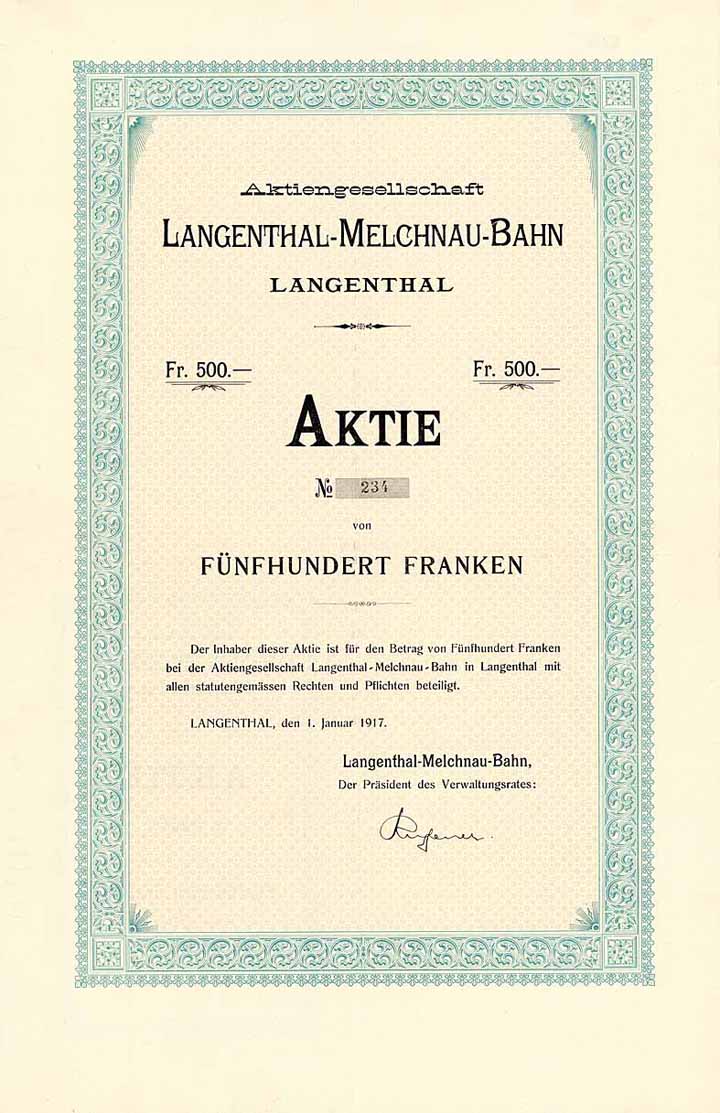 Aktiengesellschaft
LANGENTHAL-MELCHNAU-BAHN
LANGENTHAL
Fr. 500.— Fr. 500.—
AKTIE
№ 234
von
FÜNFHUNDERT FRANKEN
Der Inhaber dieser Aktie ist für den Betrag von Fünfhundert Franken
bei der Aktiengesellschaft Langenthal-Melchnau-Bahn in Langenthal mit
allen statutengemässen Rechten und Pflichten beteiligt.
LANGENTHAL, den 1. Januar 1917.
Langenthal-Melchnau-Bahn,
Der Präsident des Verwaltungsrates: